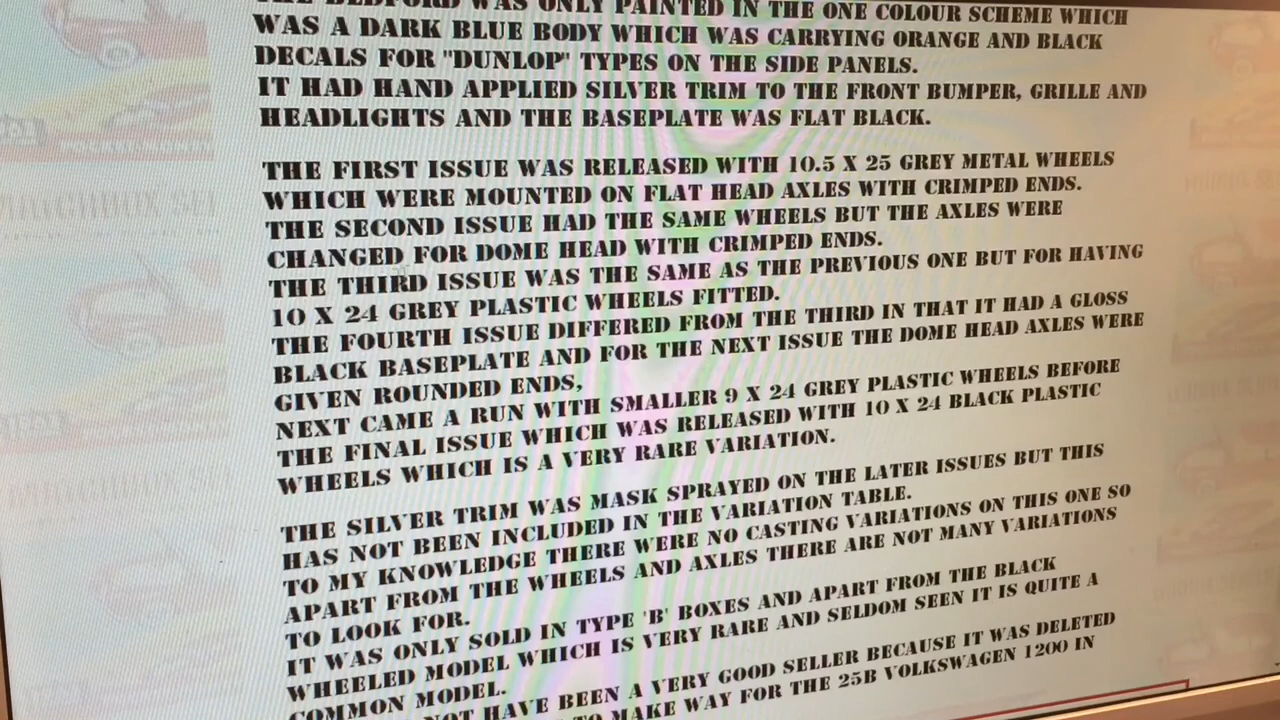 THE BEDFORD WAS ONLY PAINTED IN THE ONE COLOUR SCHEME WHICH
WAS A DARK BLUE BODY WHICH WAS CARRYING ORANGE AND BLACK
DECALS FOR "DUNLOP" TYPES ON THE SIDE PANELS.
IT HAD HAND APPLIED SILVER TRIM TO THE FRONT BUMPER, GRILLE AND
HEADLIGHTS AND THE BASEPLATE WAS FLAT BLACK.
THE FIRST ISSUE WAS RELEASED WITH 10.5 X 25 GREY METAL WHEELS
WHICH WERE MOUNTED ON FLAT HEAD AXLES WITH CRIMPED ENDS.
THE SECOND ISSUE HAD THE SAME WHEELS BUT THE AXLES WERE
CHANGED FOR DOME HEAD WITH CRIMPED ENDS.
THE THIRD ISSUE WAS THE SAME AS THE PREVIOUS ONE BUT FOR HAVING
10 X 24 GREY PLASTIC WHEELS FITTED.
THE FOURTH ISSUE DIFFERED FROM THE THIRD IN THAT IT HAD A GLOSS
BLACK BASEPLATE AND FOR THE NEXT ISSUE THE DOME HEAD AXLES WERE
GIVEN ROUNDED ENDS,
NEXT CAME A RUN WITH SMALLER 9 X 24 GREY PLASTIC WHEELS BEFORE
THE FINAL ISSUE WHICH WAS RELEASED WITH 10 X 24 BLACK PLASTIC
WHEELS WHICH IS A VERY RARE VARIATION.
THE SILVER TRIM WAS MASK SPRAYED ON THE LATER ISSUES BUT THIS
HAS NOT BEEN INCLUDED IN THE VARIATION TABLE.
TO MY KNOWLEDGE THERE WERE NO CASTING VARIATIONS ON THIS ONE SO
APART FROM THE WHEELS AND AXLES THERE ARE NOT MANY VARIATIONS
TO LOOK FOR.
IT WAS ONLY SOLD IN TYPE 'B' BOXES AND APART FROM THE BLACK
WHEELED MODEL WHICH IS VERY RARE AND SELDOM SEEN IT IS QUITE A
COMMON MODEL.
NOT HAVE BEEN A VERY GOOD SELLER BECAUSE IT WAS DELETED
TO MAKE WAY FOR THE 25B VOLKSWAGEN 1200 IN